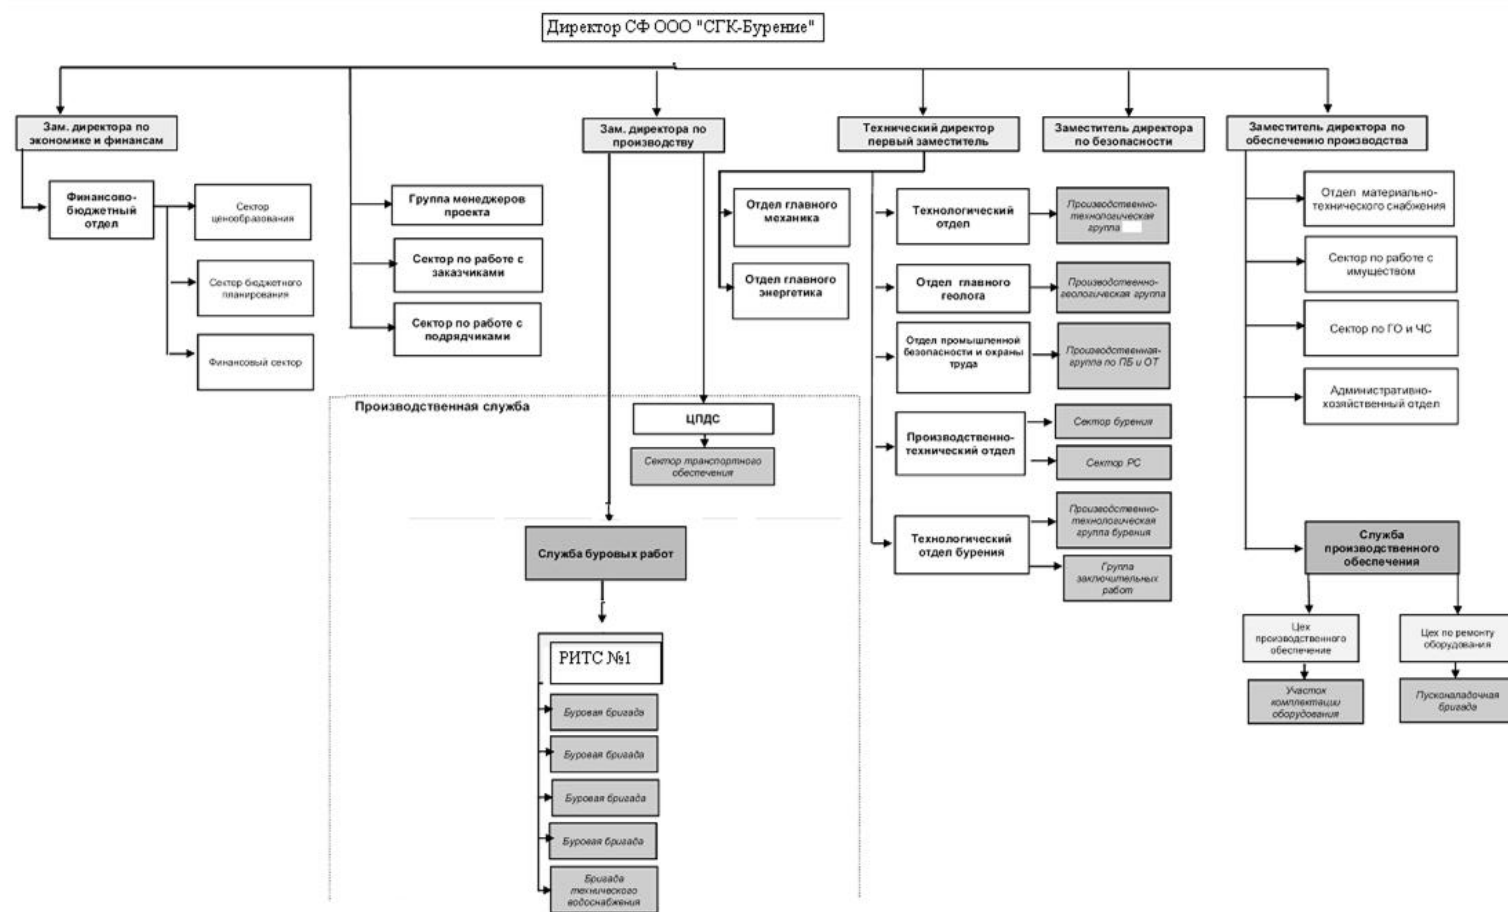 Директор СФ ООО "СГК-Бурение"
Зам. директора по
экономике и финансам
Зам. директора по
производству
Технический директор
первый заместитель
Заместитель директора
по безопасности
Заместитель директора по
обеспечению производства
Финансово-
бюджетный
отдел
Сектор
ценообразования
Сектор бюджетного
планирования
Финансовый сектор
Группа менеджеров
проекта
Сектор по работе с
заказчиками
Сектор по работе с
подрядчиками
Отдел главного
механика
Отдел главного
энергетика
Технологический
отдел
Производственно-
технологическая
группа
Отдел главного
геолога
Производственно-
геологическая группа
Отдел промышленной
безопасности и охраны
труда
Производственная-
группа по ПБ и ОТ
Производственно-
технический отдел
Сектор бурения
Сектор РС
Технологический
отдел бурения
Производственно-
технологическая
группа бурения
Группа
заключительных
работ
Отдел материально-
технического снабжения
Сектор по работе с
имуществом
Сектор по ГО и ЧС
Административно-
хозяйственный отдел
Служба
производственного
обеспечения
Цех
производственного
обеспечение
Цех по ремонту
оборудования
Участок
комплектации
оборудования
Пусконаладочная
бригада
Производственная служба
ЦПДС
Сектор транспортного
обеспечения
Служба буровых работ
РИТС №1
Буровая бригада
Буровая бригада
Буровая бригада
Буровая бригада
Бригада
технического
водоснабжения